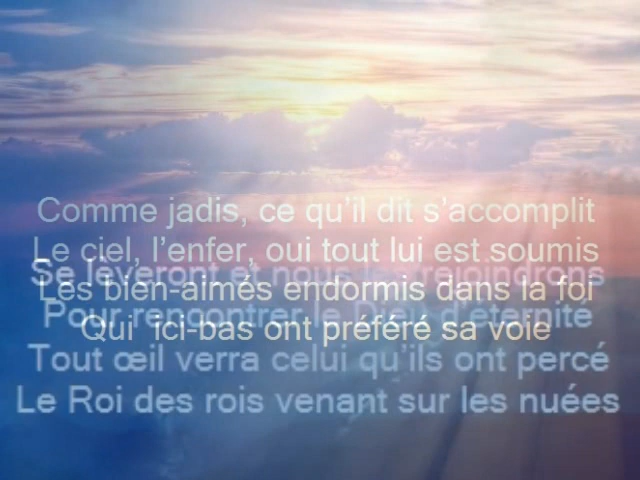 Comme jadis, ce qu'il dit s'accomplit
Le ciel, l'enfer, oui tout lui est soumis
Les bien-aimés endormis dans la foi
Qui ici-bas ont préféré sa voie
Se lèveront et nous les rejoindrons
Pour rencontrer le Dieu d'éternité
Tout œil verra celui qu'ils ont percé
Le Roi des rois venant sur les nuées